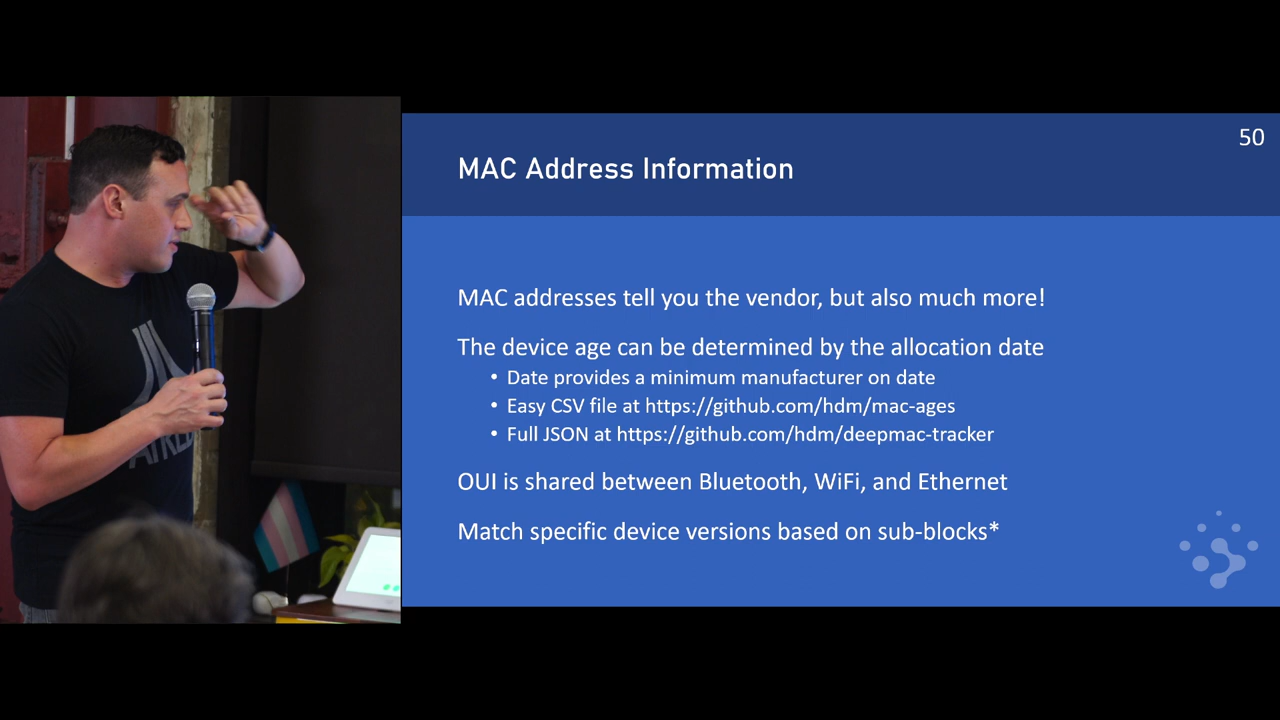 50
MAC Address Information
MAC addresses tell you the vendor, but also much more!
The device age can be determined by the allocation date
• Date provides a minimum manufacturer on date
• Easy CSV file at https://github.com/hdm/mac-ages
• Full JSON at https://github.com/hdm/deepmac-tracker
OUI is shared between Bluetooth, WiFi, and Ethernet
Match specific device versions based on sub-blocks*